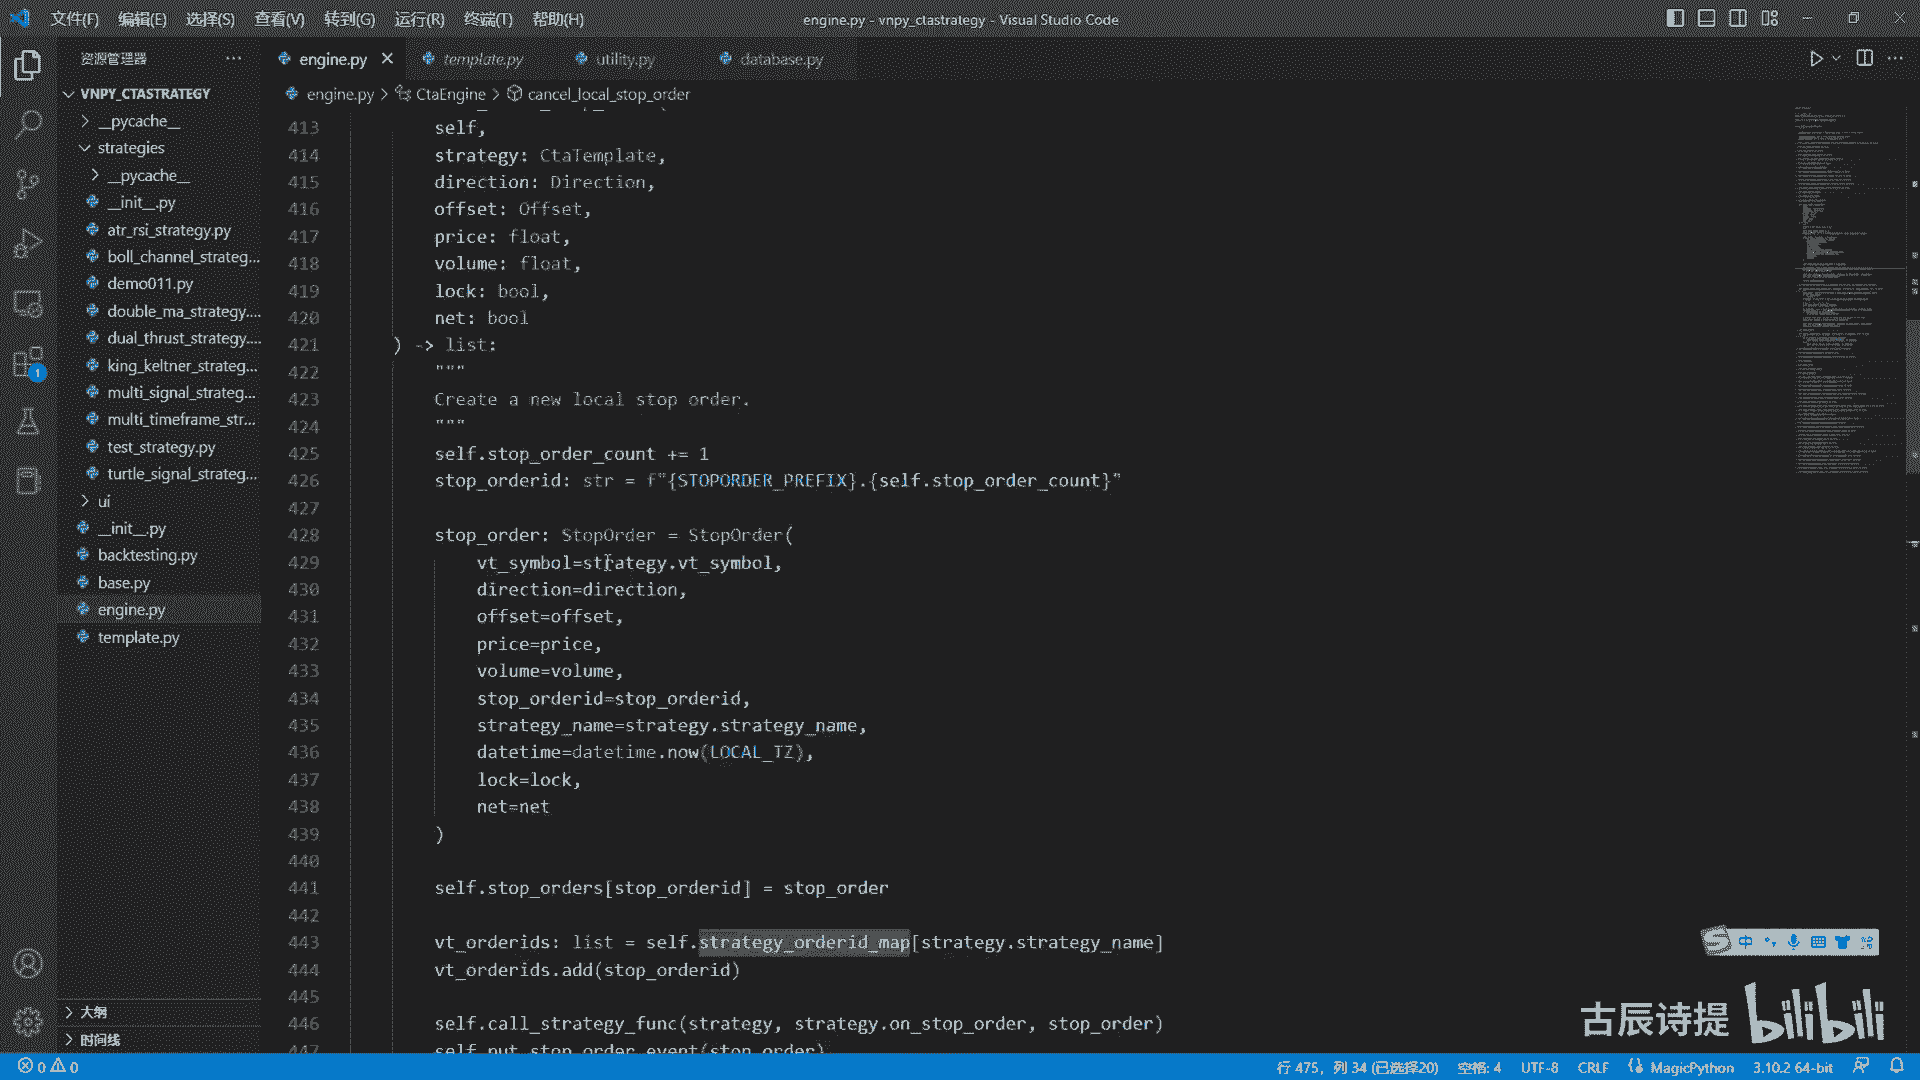 文件(F) 编辑(E) 选择(S) 查看(V) 转到(G) 运行(R) 终端(T) 帮助(H) engine.py - vnpy_ctastrategy - Visual Studio Code
资源管理器
engine.py template.py utility.py database.py
VNPY_CTASTRATEGY
__pycache__
strategies
__pycache__
__init__.py
atr_rsi_strategy.py
boll_channel_strateg...
demo011.py
double_ma_strategy....
dual_thrust_strategy....
king_keltner_strateg...
multi_signal_strateg...
multi_timeframe_str...
test_strategy.py
turtle_signal_strateg...
ui
__init__.py
backtesting.py
base.py
engine.py
template.py
大纲
时间线
1
engine.py > CtaEngine > cancel_local_stop_order
413 self,
414 strategy: CtaTemplate,
415 direction: Direction,
416 offset: Offset,
417 price: float,
418 volume: float,
419 lock: bool,
420 net: bool
421 ) -> list:
422 """
423 Create a new local stop order.
424 """
425 self.stop_order_count += 1
426 stop_orderid: str = f"{STOPORDER_PREFIX}.{self.stop_order_count}"
427
428 stop_order: StopOrder = StopOrder(
429 vt_symbol=strategy.vt_symbol,
430 direction=direction,
431 offset=offset,
432 price=price,
433 volume=volume,
434 stop_orderid=stop_orderid,
435 strategy_name=strategy.strategy_name,
436 datetime=datetime.now(LOCAL_TZ),
437 lock=lock,
438 net=net
439 )
440
441 self.stop_orders[stop_orderid] = stop_order
442
443 vt_orderids: list = self.strategy_orderid_map[strategy.strategy_name]
444 vt_orderids.add(stop_orderid)
445
446 self.call_strategy_func(strategy, strategy.on_stop_order, stop_order)
447 self.put_stop_order_event(stop_order)
中
古辰诗提 bilibili
0 0 行 475，列 34 (已选择20) 空格: 4 UTF-8 CRLF MagicPython 3.10.2 64-bit